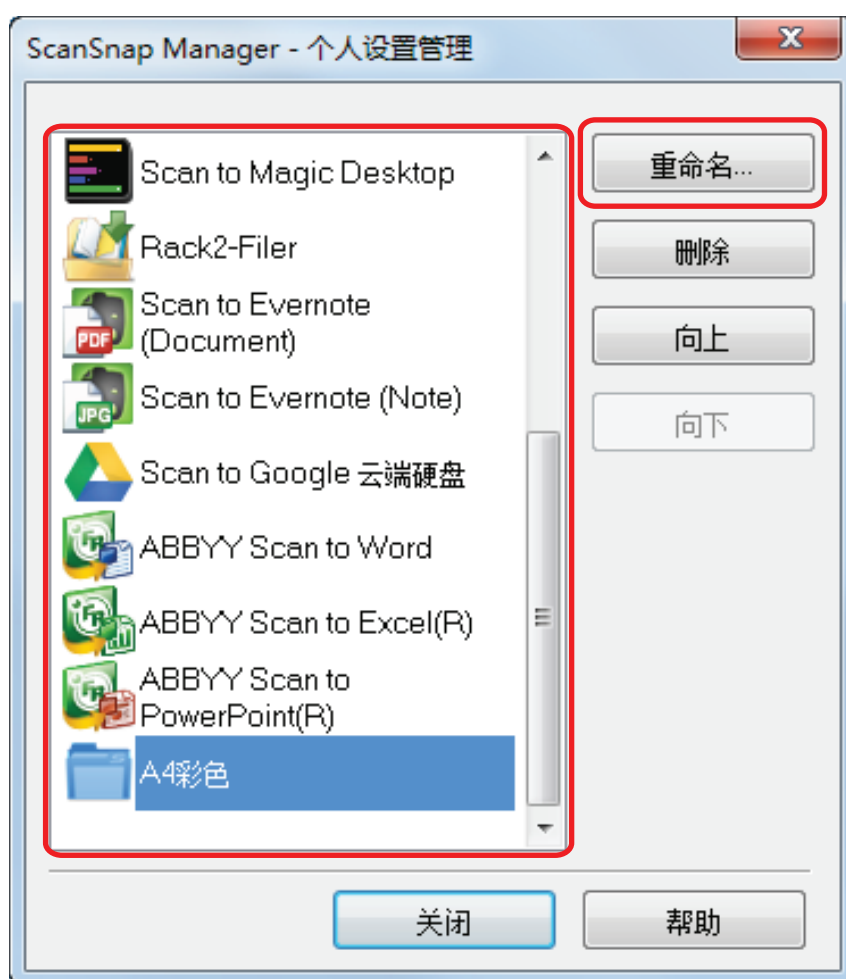 ScanSnap Manager - 个人设置管理
Scan to Magic Desktop
Rack2-Filer
Scan to Evernote
(Document)
PDF
Scan to Evernote (Note)
JPG
Scan to Google 云端硬盘
ABBYY Scan to Word
ABBYY Scan to Excel(R)
ABBYY Scan to
PowerPoint(R)
A4彩色
重命名...
删除
向上
向下
关闭
帮助